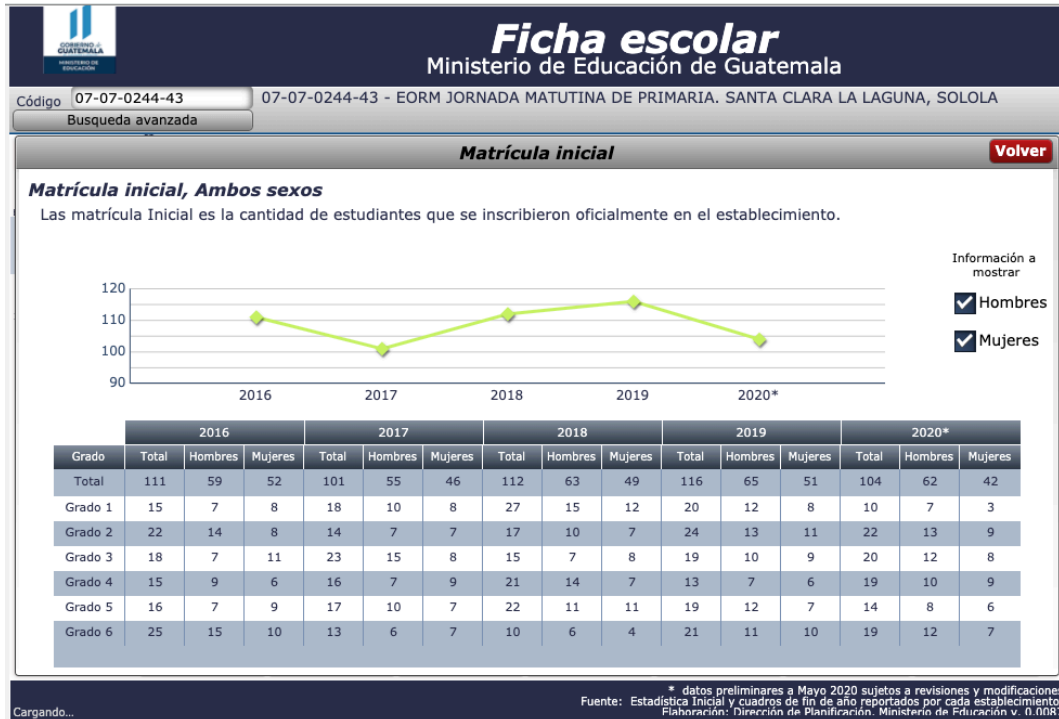 GOBIERNO de
GUATEMALA
MINISTERIO DE
EDUCACIÓN
Ficha escolar
Ministerio de Educación de Guatemala
Código 07-07-0244-43 07-07-0244-43 - EORM JORNADA MATUTINA DE PRIMARIA. SANTA CLARA LA LAGUNA, SOLOLA
Busqueda avanzada
Matrícula inicial Volver
Matrícula inicial, Ambos sexos
Las matrícula Inicial es la cantidad de estudiantes que se inscribieron oficialmente en el establecimiento.
Información a
mostrar
Hombres
Mujeres
120
110
100
90
2016 2017 2018 2019 2020*
2016 2017 2018 2019 2020*
Grado Total Hombres Mujeres Total Hombres Mujeres Total Hombres Mujeres Total Hombres Mujeres Total Hombres Mujeres
Total 111 59 52 101 55 46 112 63 49 116 65 51 104 62 42
Grado 1 15 7 8 18 10 8 27 15 12 20 12 8 10 7 3
Grado 2 22 14 8 14 7 7 17 10 7 24 13 11 22 13 9
Grado 3 18 7 11 23 15 8 15 7 8 19 10 9 20 12 8
Grado 4 15 9 6 16 7 9 21 14 7 13 7 6 19 10 9
Grado 5 16 7 9 17 10 7 22 11 11 19 12 7 14 8 6
Grado 6 25 15 10 13 6 7 10 6 4 21 11 10 19 12 7
* datos preliminares a Mayo 2020 sujetos a revisiones y modificaciones
Fuente: Estadística Inicial y cuadros de fin de año reportados por cada establecimiento
Cargando... Elaboración: Dirección de Planificación. Ministerio de Educación v. 0.008